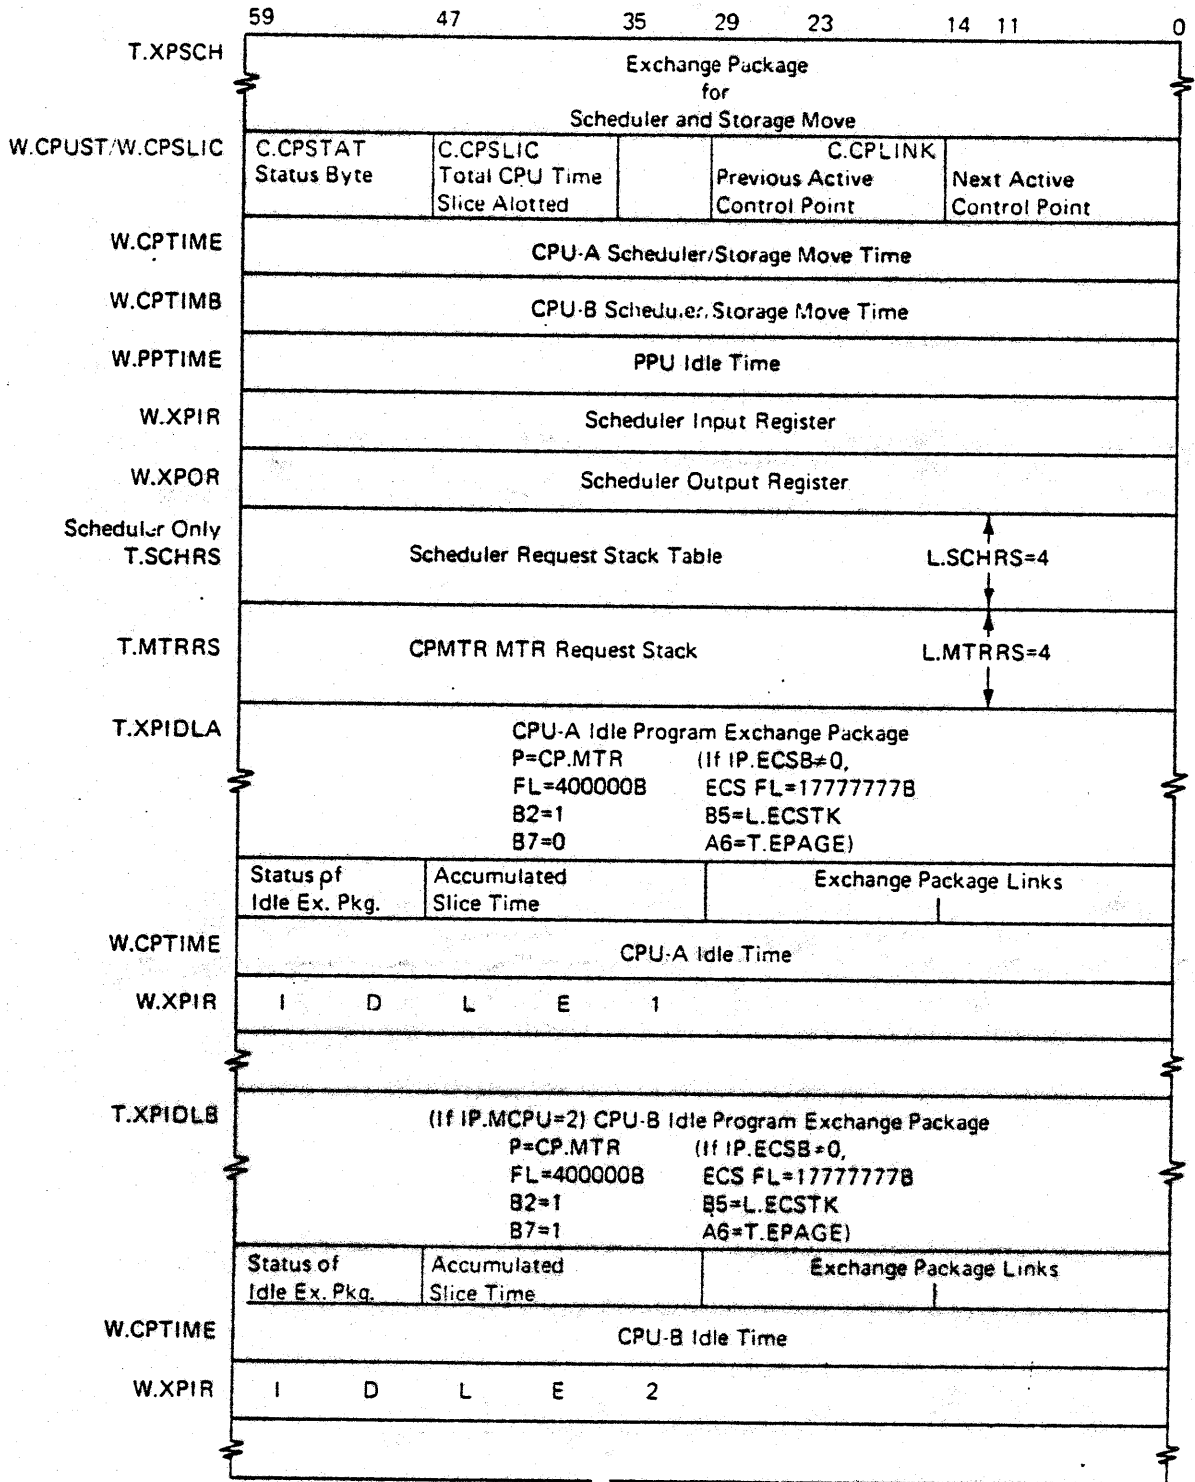 59 47 35 29 23 14 11 0
T.XPSCH
Exchange Package
for
Scheduler and Storage Move
W.CPUST/W.CPSLIC
C.CPSTAT C.CPSLIC C.CPLINK
Status Byte Total CPU Time Previous Active Next Active
Slice Alotted Control Point Control Point
W.CPTIME CPU-A Scheduler/Storage Move Time
W.CPTIMB CPU-B Scheduler/Storage Move Time
W.PPTIME PPU Idle Time
W.XPIR Scheduler Input Register
W.XPOR Scheduler Output Register
Scheduler Only
T.SCHRS Scheduler Request Stack Table L.SCHRS=4
T.MTRRS CPMTR MTR Request Stack L.MTRRS=4
T.XPIDLA CPU-A Idle Program Exchange Package
P=CP.MTR (If IP.ECSB≠0,
FL=400000B ECS FL=17777777B
B2=1 B5=L.ECSTK
B7=0 A6=T.EPAGE)
Status of Accumulated Exchange Package Links
Idle Ex. Pkg. Slice Time
W.CPTIME CPU-A Idle Time
W.XPIR I D L E 1
T.XPIDLB (If IP.MCPU=2) CPU-B Idle Program Exchange Package
P=CP.MTR (If IP.ECSB≠0,
FL=400000B ECS FL=17777777B
B2=1 B5=L.ECSTK
B7=1 A6=T.EPAGE)
Status of Accumulated Exchange Package Links
Idle Ex. Pkg. Slice Time
W.CPTIME CPU-B Idle Time
W.XPIR I D L E 2